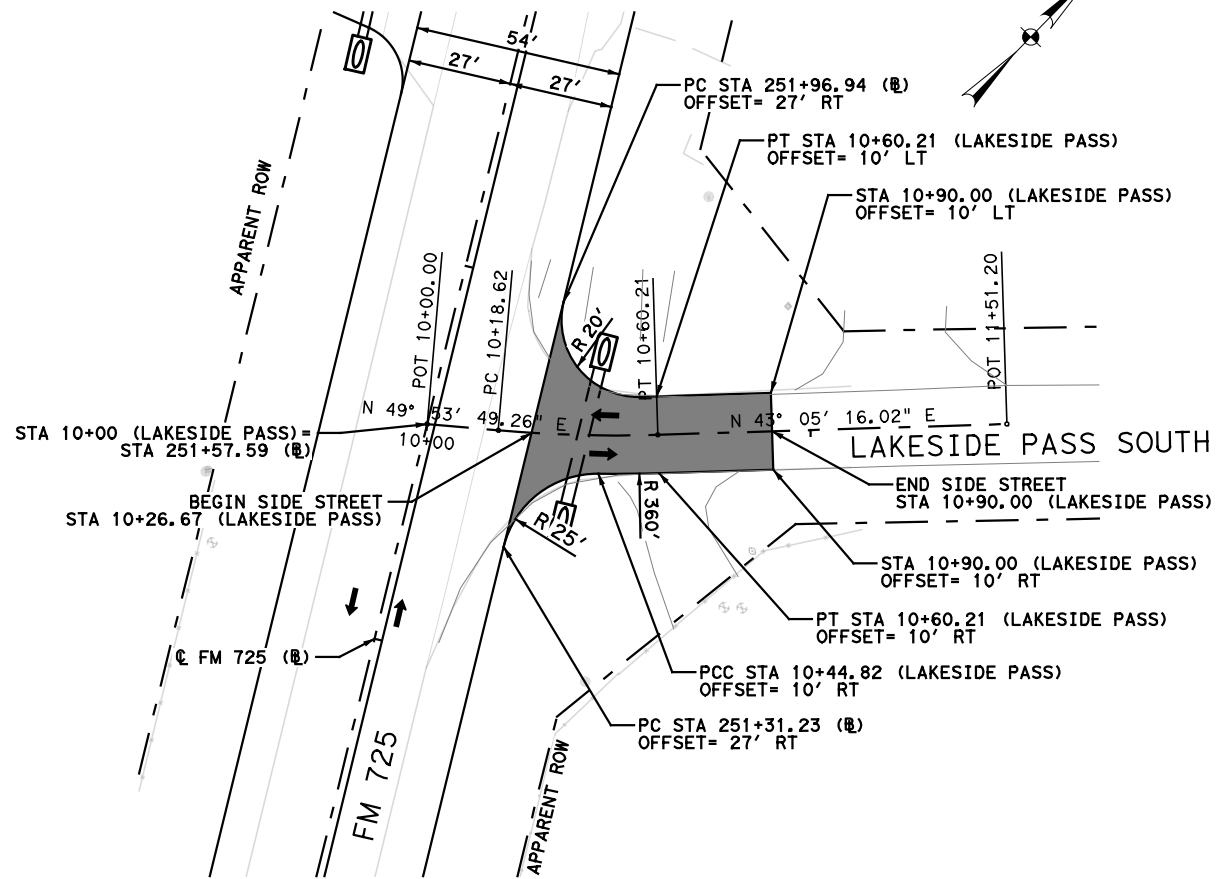 54'
27'
27'
PC STA 251+96.94 (BL)
OFFSET= 27' RT
PT STA 10+60.21 (LAKESIDE PASS)
OFFSET= 10' LT
STA 10+90.00 (LAKESIDE PASS)
OFFSET= 10' LT
APPARENT ROW
POT 10+00.00
PC 10+18.62
PT 10+60.21
POT 11+51.20
R 20'
N 49° 53' 49.26" E
N 43° 05' 16.02" E
10+00
STA 10+00 (LAKESIDE PASS)=
STA 251+57.59 (BL)
LAKESIDE PASS SOUTH
BEGIN SIDE STREET
STA 10+26.67 (LAKESIDE PASS)
END SIDE STREET
STA 10+90.00 (LAKESIDE PASS)
R 25'
R 360'
STA 10+90.00 (LAKESIDE PASS)
OFFSET= 10' RT
PT STA 10+60.21 (LAKESIDE PASS)
OFFSET= 10' RT
CL FM 725 (BL)
PCC STA 10+44.82 (LAKESIDE PASS)
OFFSET= 10' RT
PC STA 251+31.23 (BL)
OFFSET= 27' RT
FM 725
APPARENT ROW